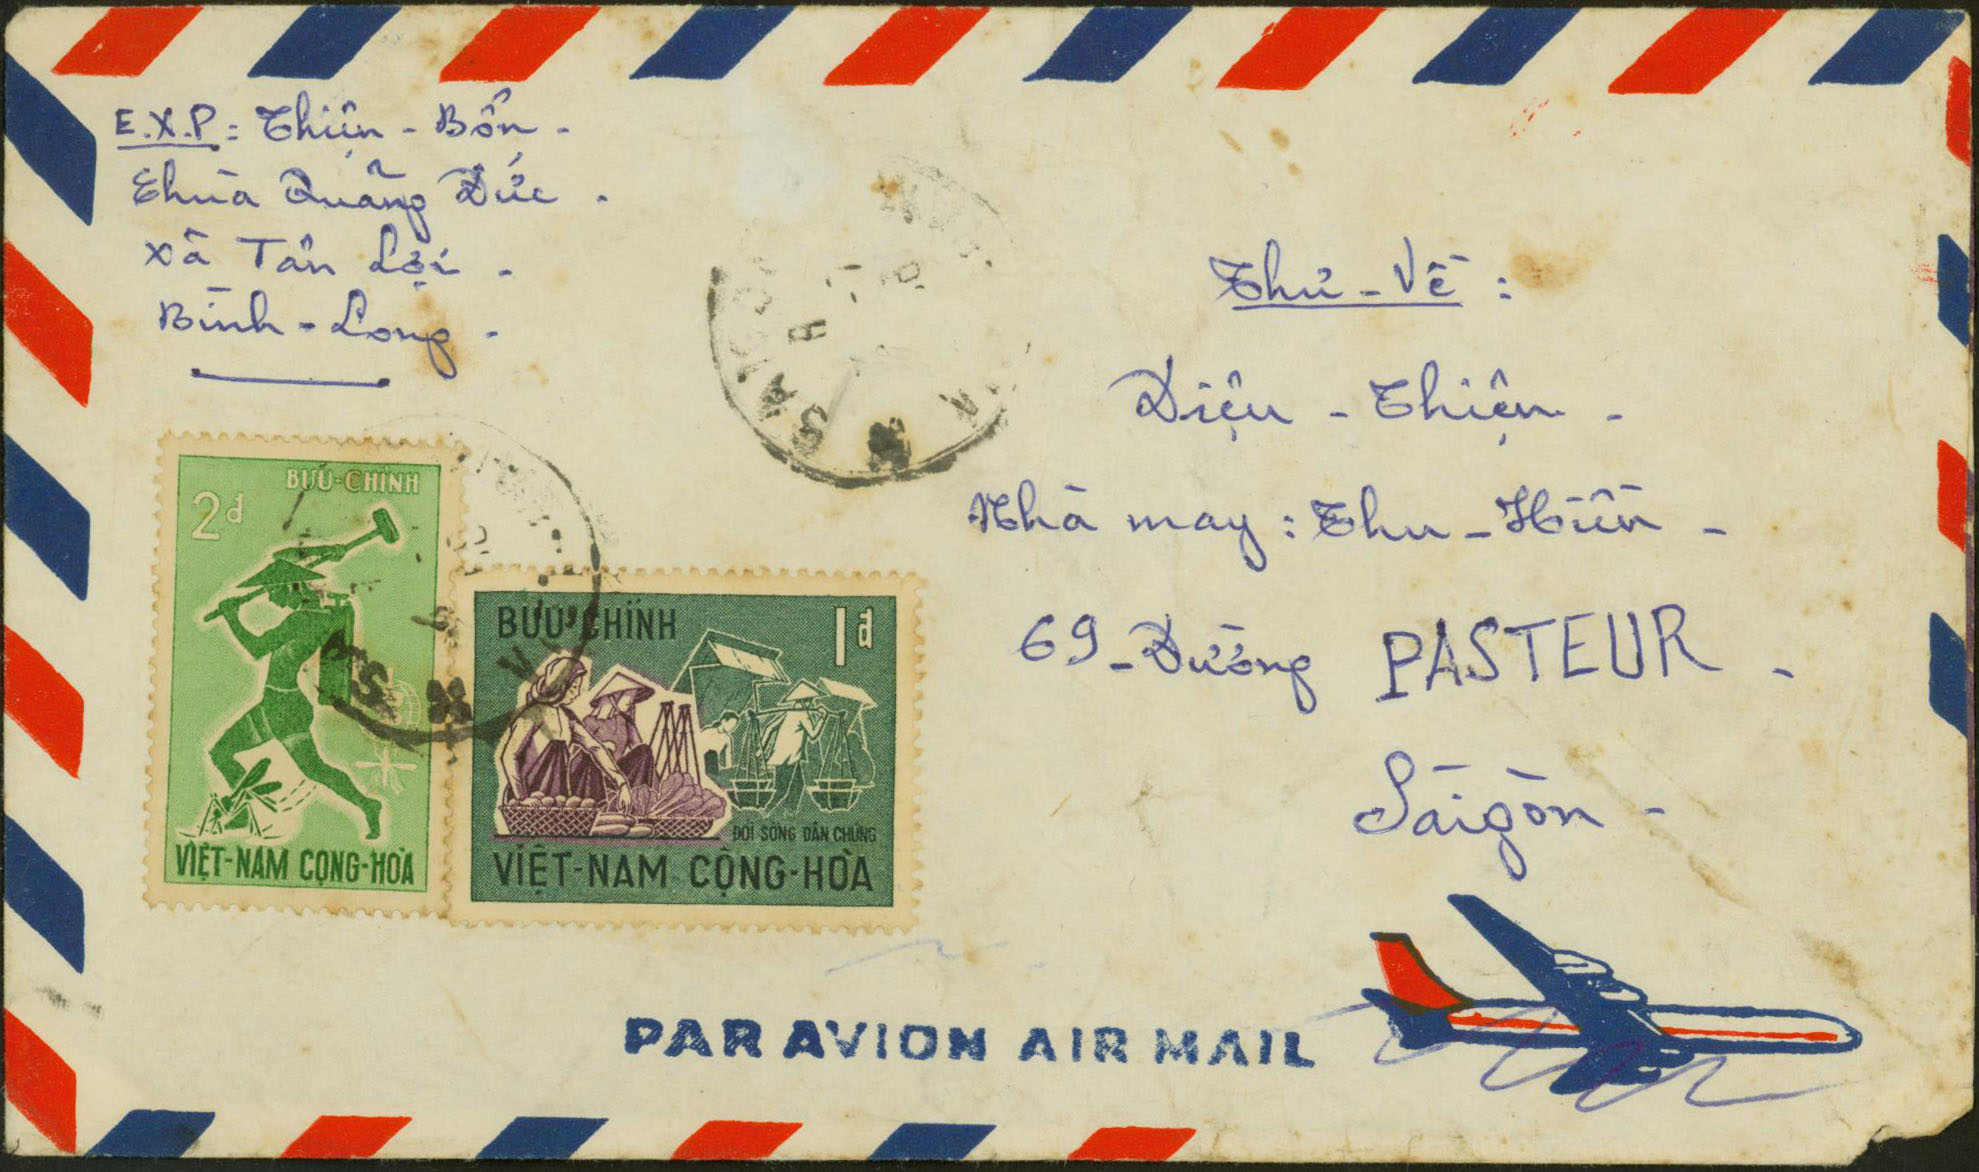 E.X.P: Thiện - Bổn -
Chùa Quảng Đức .
Xã Tân Lợi -
Bình - Long -
Thư - Về :
Diệu - Thiện -
Nhà may : Thu - Hiền -
69 - Đường PASTEUR -
Sàigòn -
SAIGON
BƯU-CHÍNH
2đ
VIỆT-NAM CỘNG-HÒA
BƯU-CHÍNH
1đ
ĐỜI SỐNG DÂN CHÚNG
VIỆT-NAM CỘNG-HÒA
PAR AVION AIR MAIL